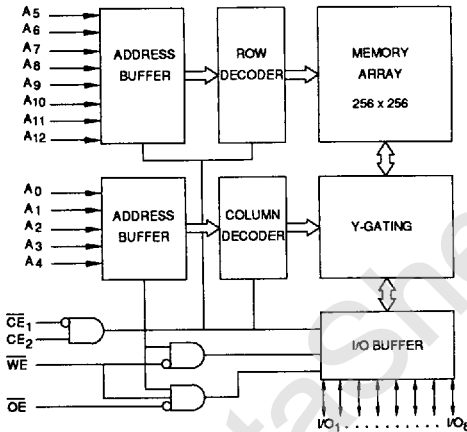 A5
A6
A7
A8
A9
A10
A11
A12
ADDRESS
BUFFER
ROW
DECODER
MEMORY
ARRAY
256 x 256
A0
A1
A2
A3
A4
ADDRESS
BUFFER
COLUMN
DECODER
Y-GATING
CE1
CE2
WE
OE
I/O BUFFER
I/O1 . . . . . . . . I/O8